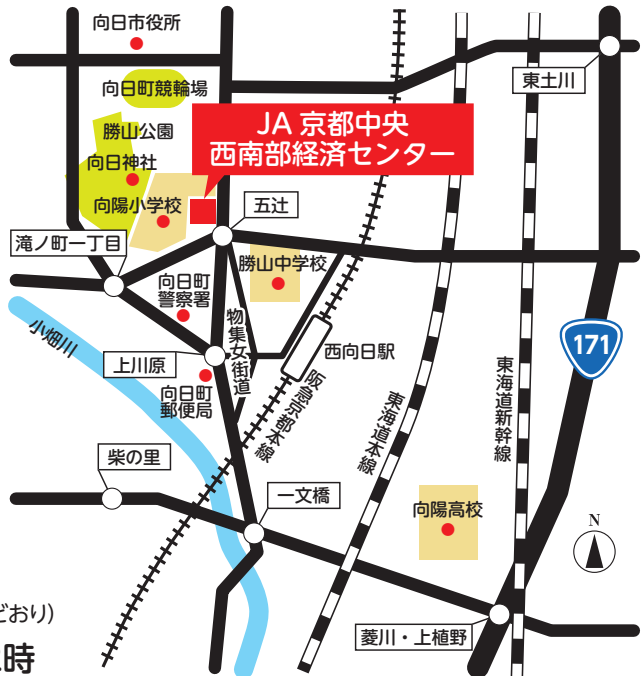 向日市役所
東土川
向日町競輪場
JA 京都中央
西南部経済センター
勝山公園
向日神社
向陽小学校
五辻
滝ノ町一丁目
勝山中学校
向日町
警察署
物集女街道
171
小畑川
上川原
西向日駅
向日町
郵便局
阪急京都本線
東海道本線
東海道新幹線
柴の里
一文橋
向陽高校
N
どおり)
時
菱川・上植野